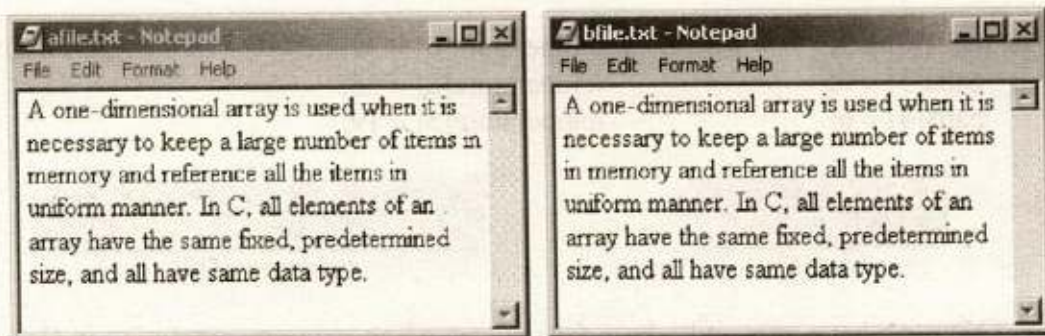 afile.txt - Notepad
File Edit Format Help
A one-dimensional array is used when it is
necessary to keep a large number of items in
memory and reference all the items in
uniform manner. In C, all elements of an
array have the same fixed, predetermined
size, and all have same data type.
bfile.txt - Notepad
File Edit Format Help
A one-dimensional array is used when it is
necessary to keep a large number of items
in memory and reference all the items in
uniform manner. In C, all elements of an
array have the same fixed, predetermined
size, and all have same data type.